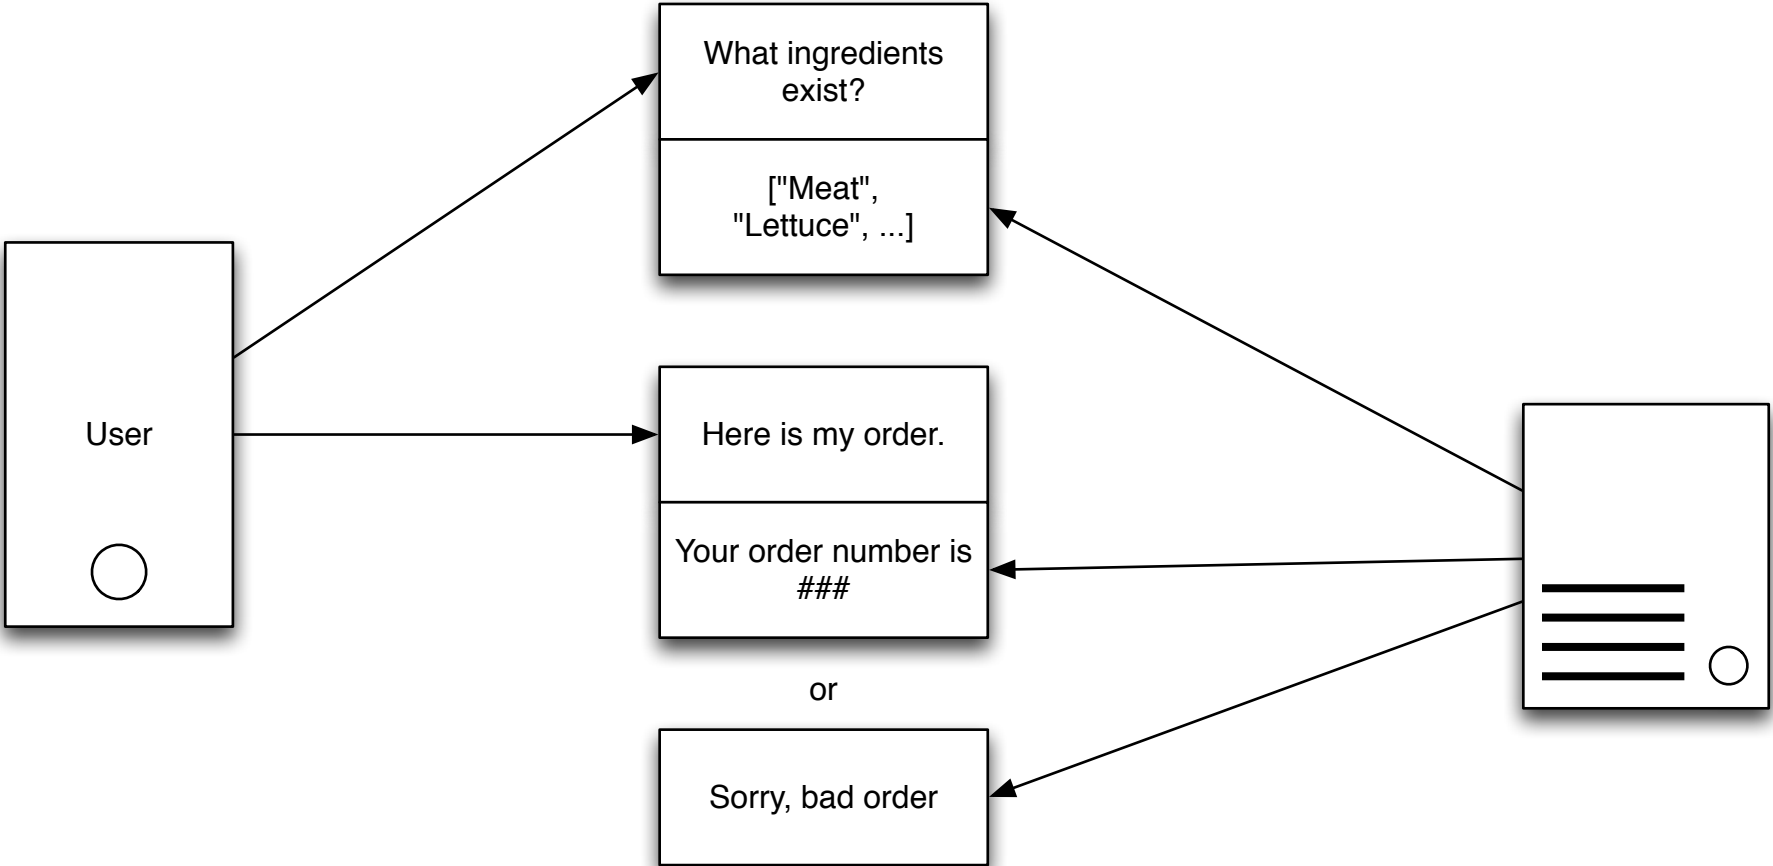 What ingredients
exist?
["Meat",
"Lettuce", ...]
User
Here is my order.
Your order number is
###
or
Sorry, bad order